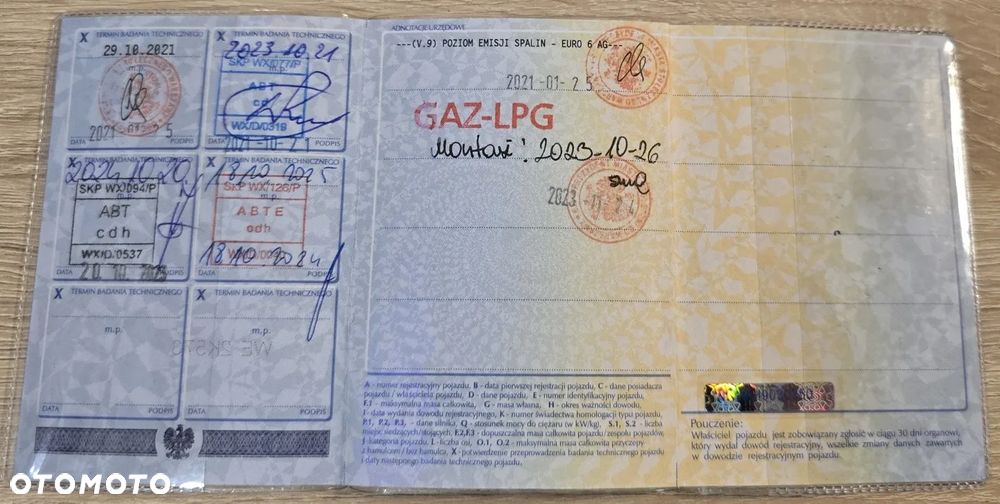 ADNOTACJE URZĘDOWE
X TERMIN BADANIA TECHNICZNEGO
29.10.2021
m.p.
2021
DATA PODPIS
X TERMIN BADANIA TECHNICZNEGO
2023-10-21
SKP WX/077/P
m.p.
ABT
cdh
WX/D/0319
2021-10-21
X TERMIN BADANIA TECHNICZNEGO
2024.10.20
SKP WX/094/P
m.p.
ABT
cdh
WX/D/0537
20 10 2023
DATA PODPIS
X TERMIN BADANIA TECHNICZNEGO
18.10.2025
SKP WX/126/P
m.p.
ABTE
cdh
18.10.2024
DATA PODPIS
X TERMIN BADANIA TECHNICZNEGO
m.p.
DATA PODPIS
X TERMIN BADANIA TECHNICZNEGO
m.p.
DATA PODPIS
---(V.9) POZIOM EMISJI SPALIN - EURO 6 AG---
2021 -01- 25
GAZ-LPG
Montaż: 2023-10-26
2023 -11- 24
A - numer rejestracyjny pojazdu, B - data pierwszej rejestracji pojazdu, C - dane posiadacza
pojazdu / właściciela pojazdu, D - dane pojazdu, E - numer identyfikacyjny pojazdu,
F.1 - maksymalna masa całkowita, G - masa własna, H - okres ważności dowodu,
I - data wydania dowodu rejestracyjnego, K - numer świadectwa homologacji typu pojazdu,
P.1, P.2, P.3, - dane silnika, Q - stosunek mocy do ciężaru (w kW/kg), S.1, S.2 - liczba
miejsc siedzących/stojących, F.2,F.3 - dopuszczalna masa całkowita pojazdu/zespołu pojazdów,
J - kategoria pojazdu, L - liczba osi, O.1, O.2 - maksymalna masa całkowita przyczepy
z hamulcem / bez hamulca, X - potwierdzenie przeprowadzenia badania technicznego pojazdu
i daty następnego badania technicznego pojazdu.
Pouczenie:
Właściciel pojazdu jest zobowiązany zgłosić w ciągu 30 dni organowi,
który wydał dowód rejestracyjny, wszelkie zmiany danych zawartych
w dowodzie rejestracyjnym pojazdu.
OTOMOTO